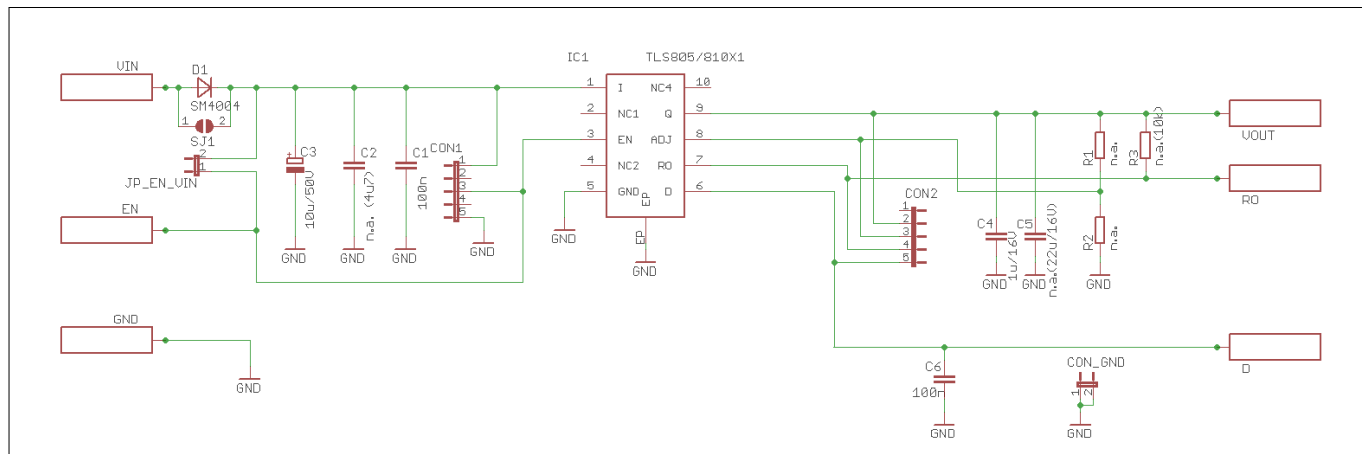 VIN
D1
SM4004
1 2
SJ1
2
1
JP_EN_VIN
EN
GND
GND
C3
10u/50V
GND
C2
n.a. (4u7)
GND
C1
100n
GND
CON1
1
2
3
4
5
GND
IC1
TLS805/810X1
1 I
2 NC1
3 EN
4 NC2
5 GND
NC4 10
Q 9
ADJ 8
RO 7
D 6
EP
EP
GND
GND
CON2
1
2
3
4
5
C4
1u/16V
GND
C5
n.a.(22u/16V)
GND
R1
n.a.
R3
n.a.(10k)
R2
n.a.
GND
VOUT
RO
D
C6
100n
GND
CON_GND
1
2
GND